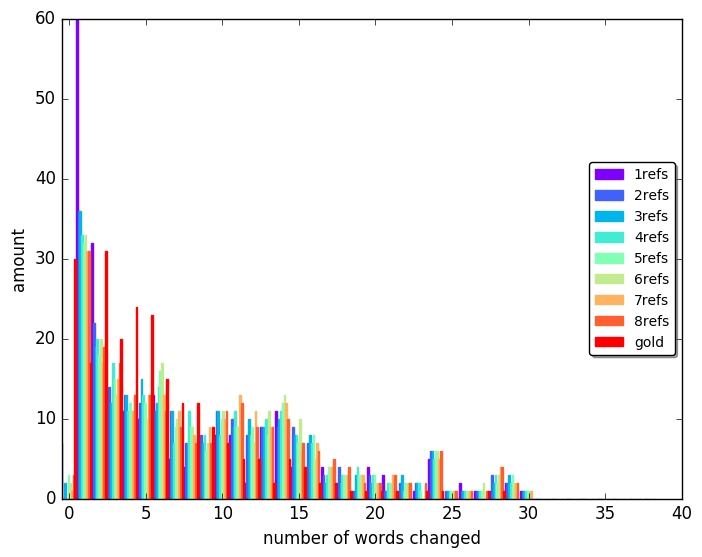 60
50
40
30
20
10
0
amount
0 5 10 15 20 25 30 35 40
number of words changed
1refs
2refs
3refs
4refs
5refs
6refs
7refs
8refs
gold